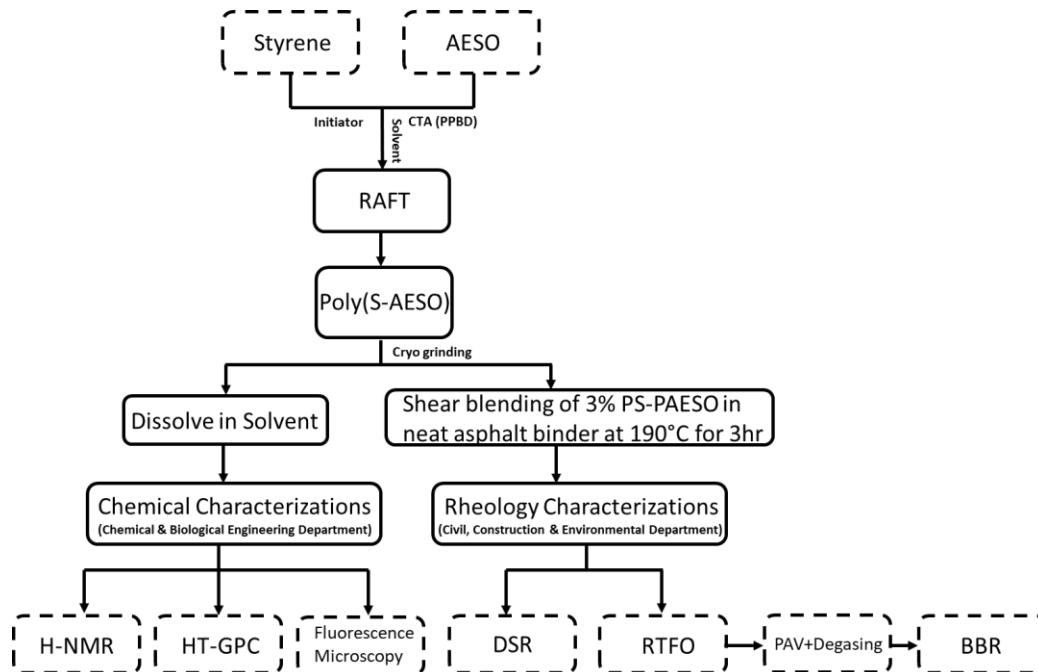 Styrene
AESO
Initiator
Solvent
CTA (PPBD)
RAFT
Poly(S-AESO)
Cryo grinding
Dissolve in Solvent
Shear blending of 3% PS-PAESO in
neat asphalt binder at 190°C for 3hr
Chemical Characterizations
(Chemical & Biological Engineering Department)
Rheology Characterizations
(Civil, Construction & Environmental Department)
H-NMR
HT-GPC
Fluorescence
Microscopy
DSR
RTFO
PAV+Degasing
BBR